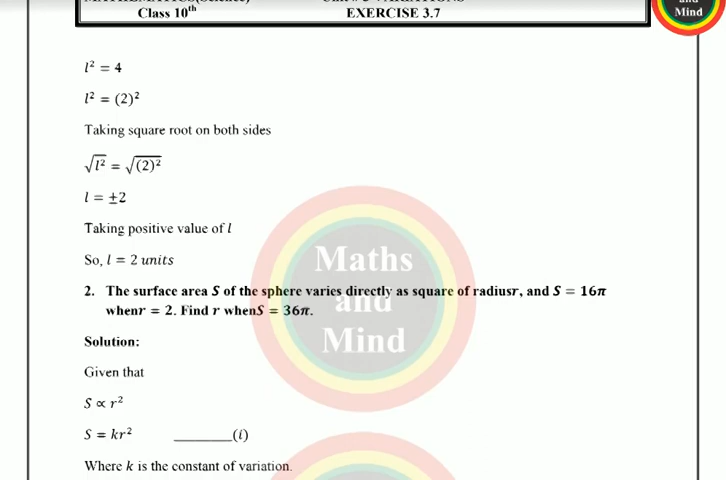 Class 10th
EXERCISE 3.7
Mind
l² = 4
l² = (2)²
Taking square root on both sides
√l² = √(2)²
l = ±2
Taking positive value of l
So, l = 2 units
2. The surface area S of the sphere varies directly as square of radiusr, and S = 16π
whenr = 2. Find r whenS = 36π.
Solution:
Given that
S ∝ r²
S = kr² _______(i)
Where k is the constant of variation.
Maths
and
Mind